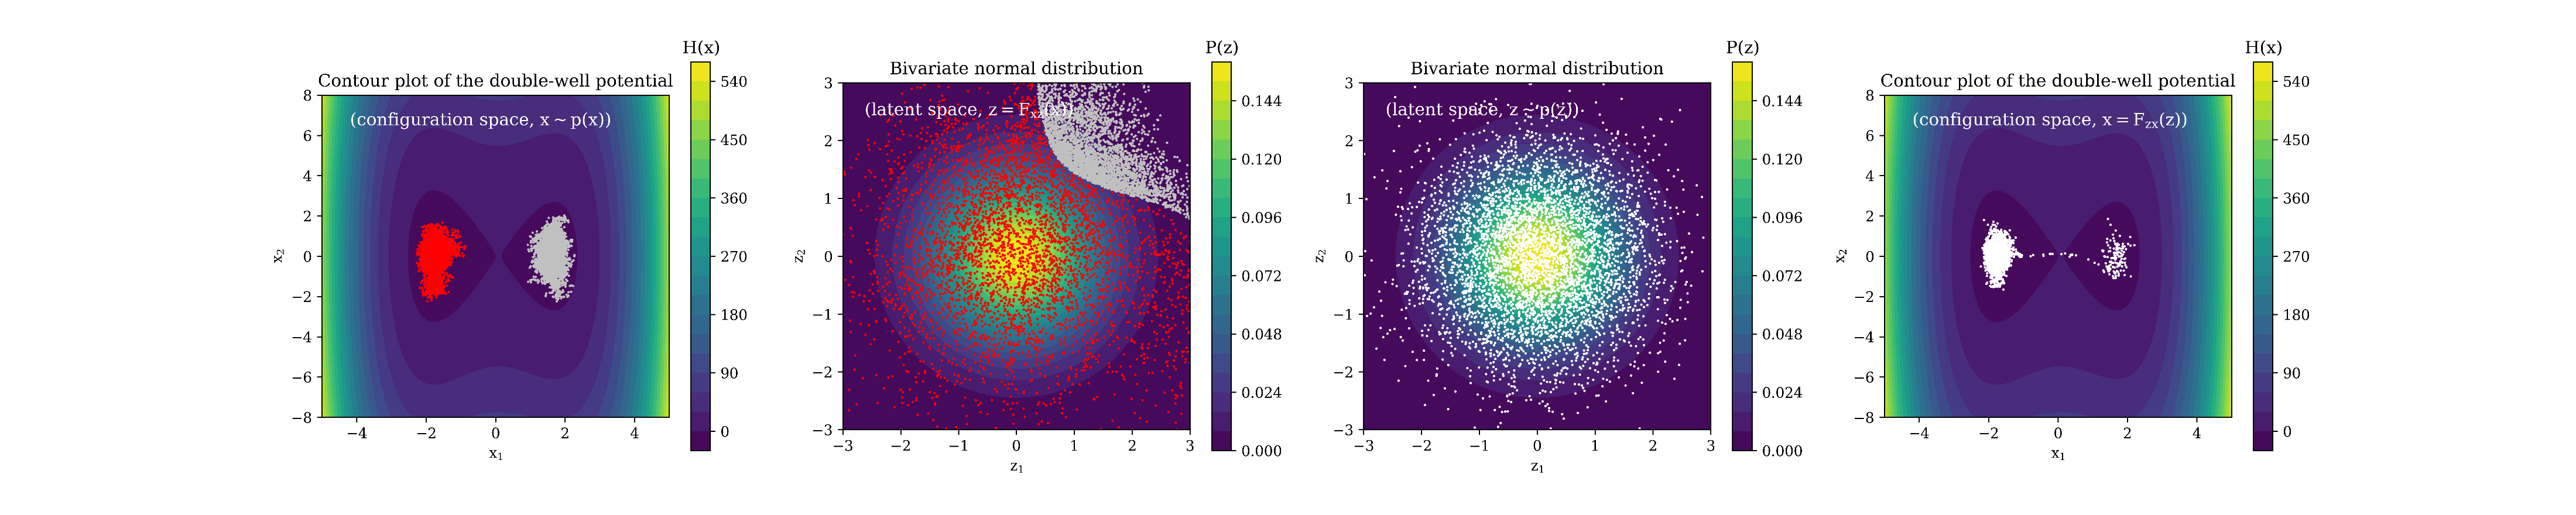 H(x)
Contour plot of the double-well potential
(configuration space, x ∼ p(x))
8
6
4
2
0
−2
−4
−6
−8
x₂
−4 −2 0 2 4
x₁
540
450
360
270
180
90
0
P(z)
Bivariate normal distribution
(latent space, z = Fxz(x))
3
2
1
0
−1
−2
−3
z₂
−3 −2 −1 0 1 2 3
z₁
0.144
0.120
0.096
0.072
0.048
0.024
0.000
P(z)
Bivariate normal distribution
(latent space, z ∼ p(z))
3
2
1
0
−1
−2
−3
z₂
−3 −2 −1 0 1 2 3
z₁
0.144
0.120
0.096
0.072
0.048
0.024
0.000
H(x)
Contour plot of the double-well potential
(configuration space, x = Fzx(z))
8
6
4
2
0
−2
−4
−6
−8
x₂
−4 −2 0 2 4
x₁
540
450
360
270
180
90
0